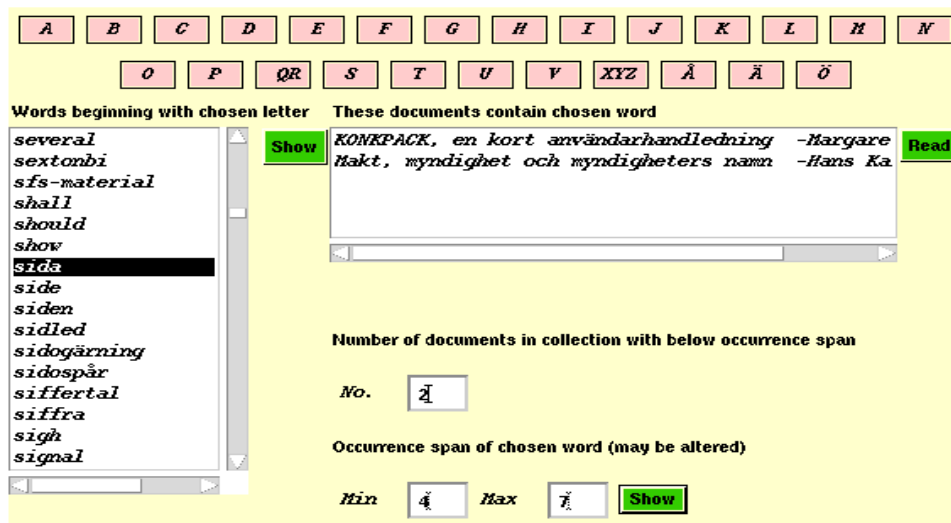 A B C D E F G H I J K L M N
O P QR S T U V XYZ Å Ä Ö
Words beginning with chosen letter
several
sextonbi
sfs-material
shall
should
show
sida
side
siden
sidled
sidogärning
sidospår
siffertal
siffra
sigh
signal
Show
These documents contain chosen word
KONKPACK, en kort användarhandledning -Margare
Makt, myndighet och myndigheters namn -Hans Ka
Read
Number of documents in collection with below occurrence span
No. 2
Occurrence span of chosen word (may be altered)
Min 4 Max 7 Show